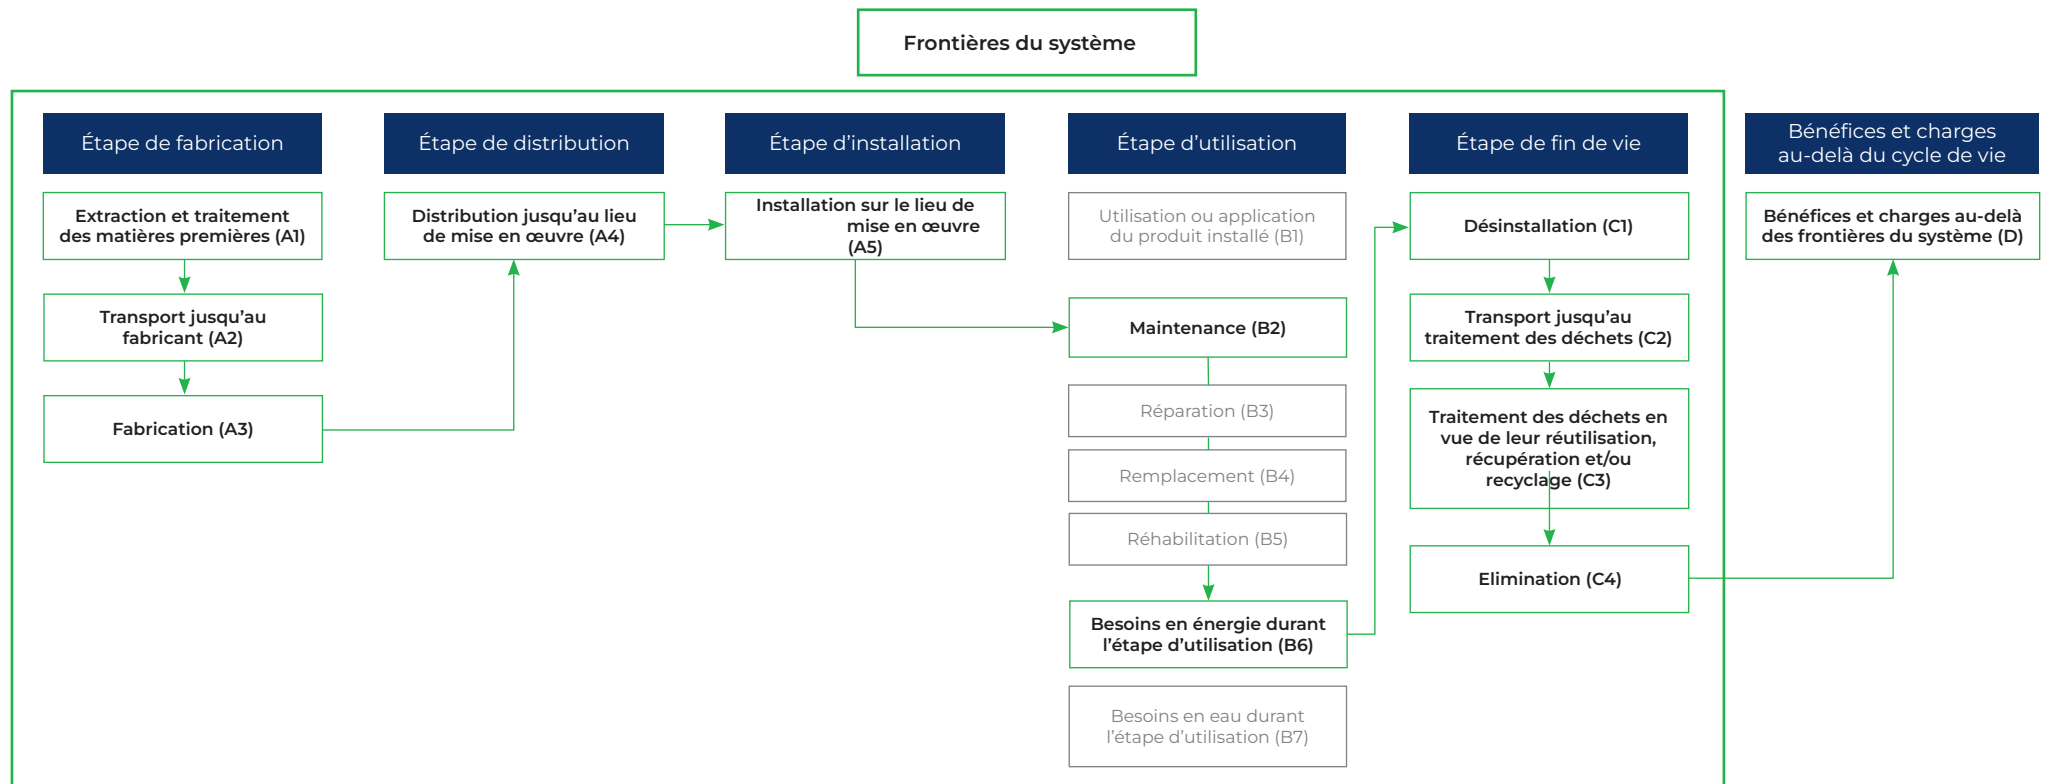 Frontières du système
Étape de fabrication
Extraction et traitement
des matières premières (A1)
Transport jusqu’au
fabricant (A2)
Fabrication (A3)
Étape de distribution
Distribution jusqu’au lieu
de mise en œuvre (A4)
Étape d’installation
Installation sur le lieu de
mise en œuvre
(A5)
Étape d’utilisation
Utilisation ou application
du produit installé (B1)
Maintenance (B2)
Réparation (B3)
Remplacement (B4)
Réhabilitation (B5)
Besoins en énergie durant
l’étape d’utilisation (B6)
Besoins en eau durant
l’étape d’utilisation (B7)
Étape de fin de vie
Désinstallation (C1)
Transport jusqu’au
traitement des déchets (C2)
Traitement des déchets en
vue de leur réutilisation,
récupération et/ou
recyclage (C3)
Elimination (C4)
Bénéfices et charges
au-delà du cycle de vie
Bénéfices et charges au-delà
des frontières du système (D)